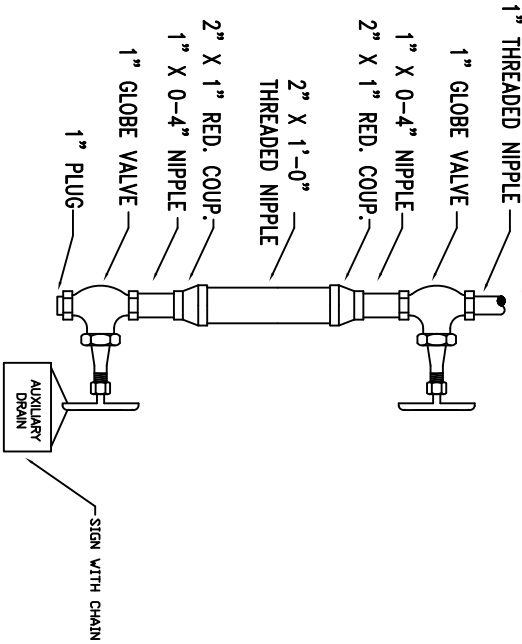 1" THREADED NIPPLE
1" GLOBE VALVE
1" X 0-4" NIPPLE
2" X 1" RED. COUP.
2" X 1'-0"
THREADED NIPPLE
2" X 1" RED. COUP.
1" X 0-4" NIPPLE
1" GLOBE VALVE
1" PLUG
AUXILIARY
DRAIN
SIGN WITH CHAIN